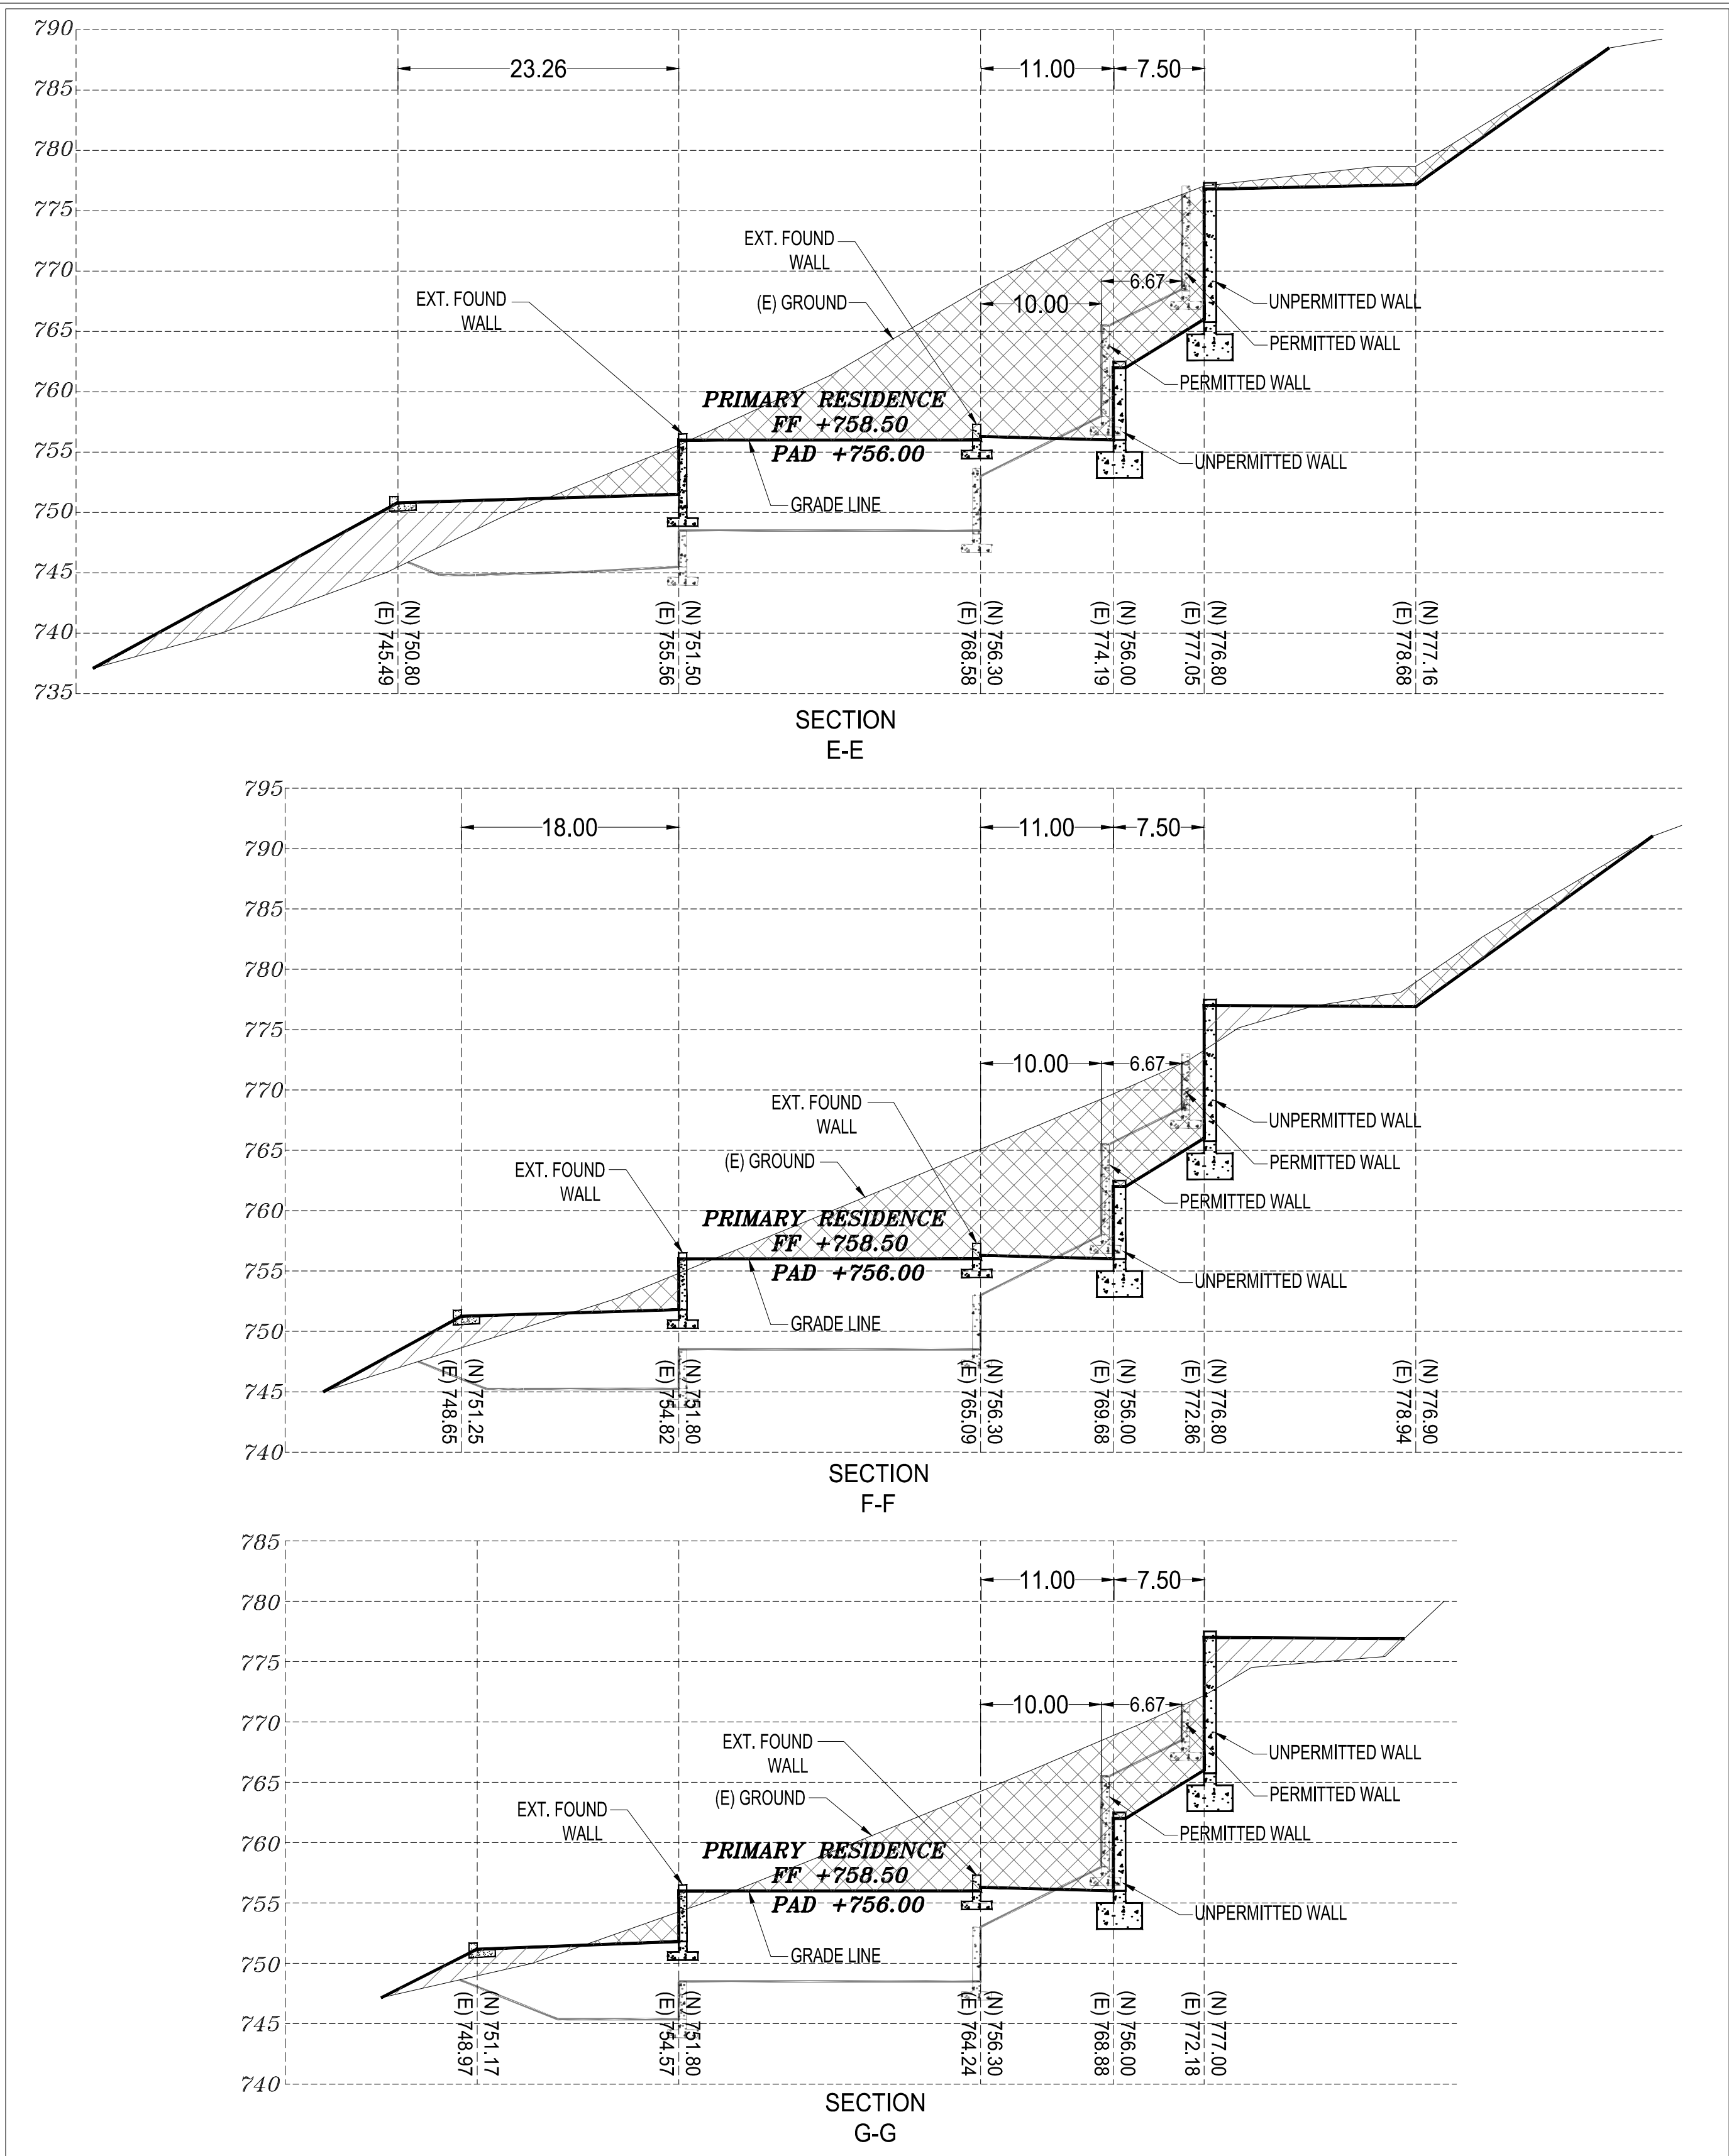 790
23.26
11.00
7.50
785
780
775
EXT. FOUND
WALL
770
6.67
EXT. FOUND
WALL
(E) GROUND
10.00
UNPERMITTED WALL
765
PERMITTED WALL
PERMITTED WALL
760
PRIMARY RESIDENCE
FF +758.50
755
PAD +756.00
UNPERMITTED WALL
GRADE LINE
750
745
740
735
(N) 750.80
(E) 745.49
(N) 751.50
(E) 755.56
(N) 756.30
(E) 768.58
(N) 756.00
(E) 774.19
(N) 776.80
(E) 777.05
(N) 777.16
(E) 778.68
SECTION
E-E
795
18.00
11.00
7.50
790
785
780
775
10.00
6.67
770
EXT. FOUND
WALL
UNPERMITTED WALL
765
EXT. FOUND
WALL
(E) GROUND
PERMITTED WALL
PERMITTED WALL
760
PRIMARY RESIDENCE
FF +758.50
755
PAD +756.00
UNPERMITTED WALL
GRADE LINE
750
745
740
(N) 751.25
(E) 748.65
(N) 751.80
(E) 754.82
(N) 756.30
(E) 765.09
(N) 756.00
(E) 769.68
(N) 776.80
(E) 772.86
(N) 776.90
(E) 778.94
SECTION
F-F
785
11.00
7.50
780
775
10.00
6.67
770
EXT. FOUND
WALL
UNPERMITTED WALL
765
(E) GROUND
PERMITTED WALL
EXT. FOUND
WALL
PERMITTED WALL
760
PRIMARY RESIDENCE
FF +758.50
755
PAD +756.00
UNPERMITTED WALL
GRADE LINE
750
745
740
(N) 751.17
(E) 748.97
(N) 751.80
(E) 754.57
(N) 756.30
(E) 764.24
(N) 756.00
(E) 768.88
(N) 777.00
(E) 772.18
SECTION
G-G